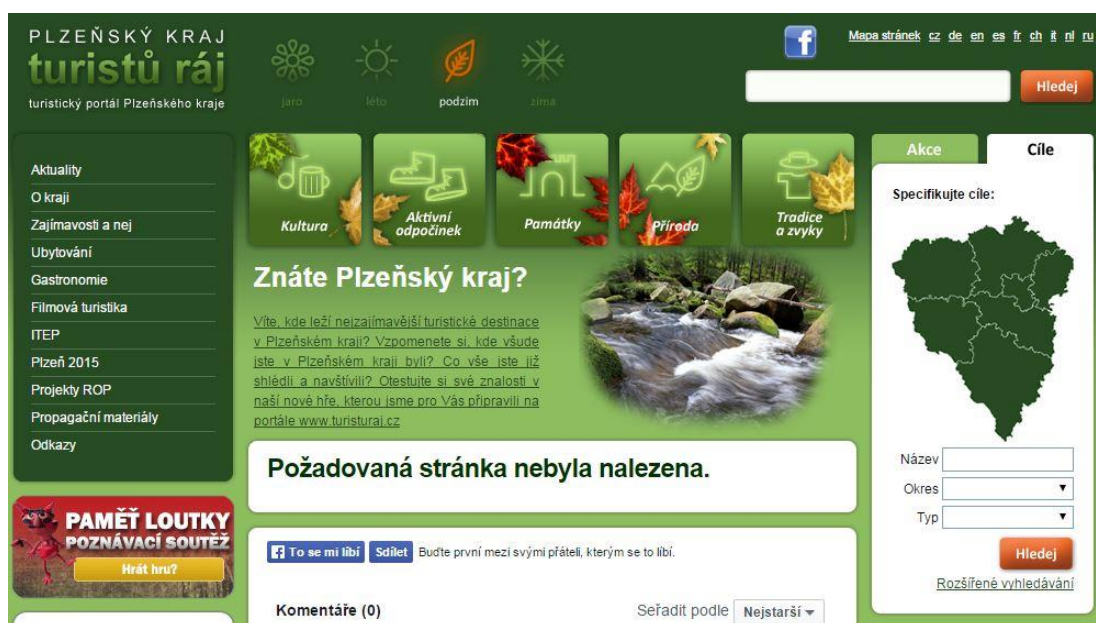 PLZEŇSKÝ KRAJ
turistů ráj
turistický portál Plzeňského kraje
jaro
léto
podzim
zima
Mapa stránek cz de en es fr ch it nl ru
Hledej
Aktuality
O kraji
Zajímavosti a nej
Ubytování
Gastronomie
Filmová turistika
ITEP
Plzeň 2015
Projekty ROP
Propagační materiály
Odkazy
PAMĚŤ LOUTKY
POZNÁVACÍ SOUTĚŽ
Hrát hru?
Kultura
Aktivní
odpočinek
Památky
Příroda
Tradice
a zvyky
Znáte Plzeňský kraj?
Víte, kde leží nejzajímavější turistické destinace
v Plzeňském kraji? Vzpomenete si, kde všude
jste v Plzeňském kraji byli? Co vše jste již
shlédli a navštívili? Otestujte si své znalosti v
naší nové hře, kterou jsme pro Vás připravili na
portále www.turisturaj.cz
Požadovaná stránka nebyla nalezena.
To se mi líbí Sdílet Buďte první mezi svými přáteli, kterým se to líbí.
Komentáře (0)
Seřadit podle Nejstarší
Akce
Cíle
Specifikujte cíle:
Název
Okres
Typ
Hledej
Rozšířené vyhledávání